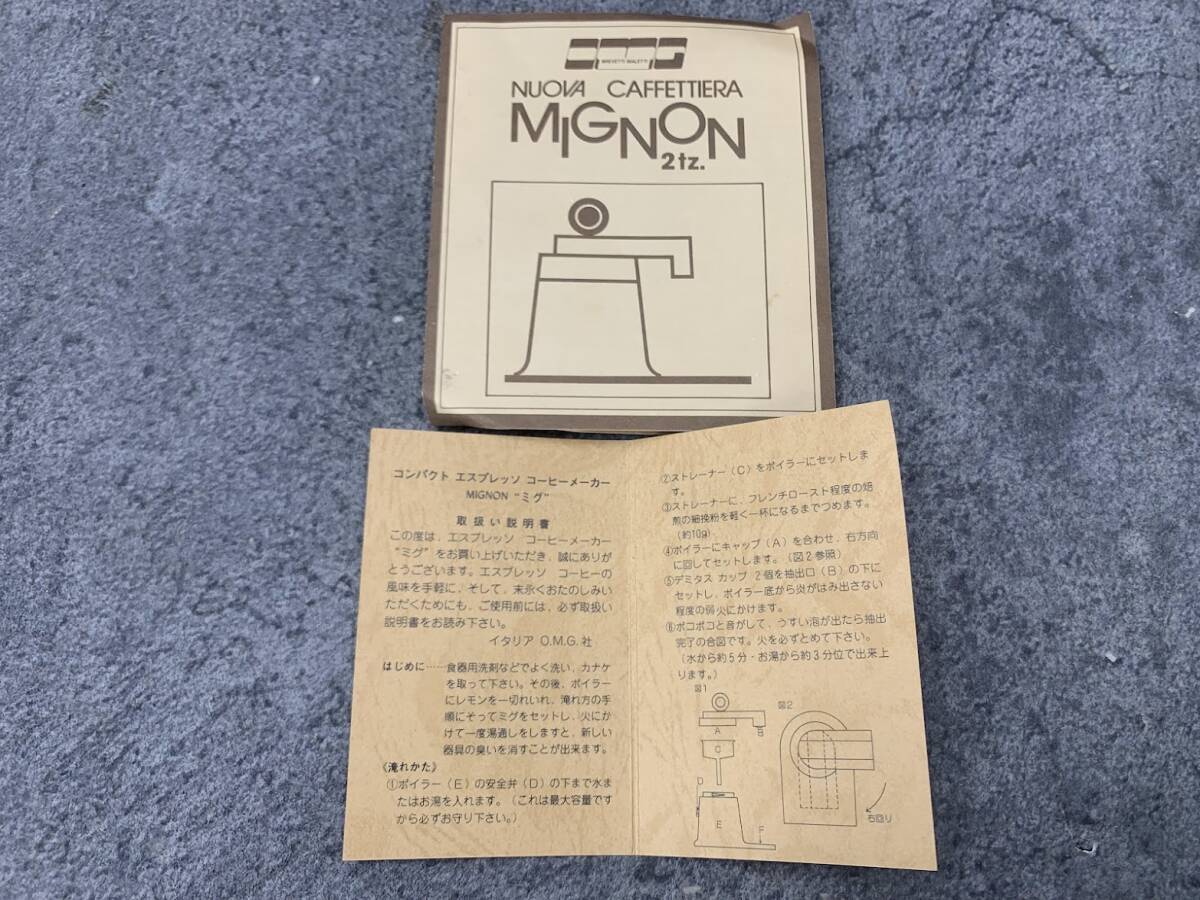 OMG
BREVETTI BIALETTI
NUOVA CAFFETTIERA
MIGNON
2tz.
コンパクト エスプレッソ コーヒーメーカー
MIGNON “ミグ”
取扱い説明書
この度は、エスプレッソ コーヒーメーカー
“ミグ”をお買い上げいただき、誠にありが
とうございます。エスプレッソ コーヒーの
風味を手軽に、そして、末永くおたのしみい
ただくためにも、ご使用前には、必ず取扱い
説明書をお読み下さい。
イタリア O.M.G.社
はじめに……食器用洗剤などでよく洗い、カナケ
を取って下さい。その後、ボイラー
にレモンを一切れいれ、滝れ方の手
順にそってミグをセットし、火にか
けて一度湯通しをしますと、新しい
器具の臭いを消すことが出来ます。
《滝れかた》
①ボイラー(E)の安全弁(D)の下まで水ま
たはお湯を入れます。(これは最大容量です
から必ずお守り下さい。)
②ストレーナー(C)をボイラーにセットしま
す。
③ストレーナーに、フレンチロースト程度の焙
煎の細挽粉を軽く一杯になるまでつめます。
(約10g)
④ボイラーにキャップ(A)を合わせ、右方向
に回してセットします。(図2参照)
⑤デミタス カップ 2個を抽出口(B)の下に
セットし、ボイラー底から炎がはみ出さない
程度の弱火にかけます。
⑥ポコポコと音がして、うすい泡が出たら抽出
完了の合図です。火を必ずとめて下さい。
(水から約5分・お湯から約3分位で出来上
ります。)
図1
図2
A
B
C
D
E
F
右回り